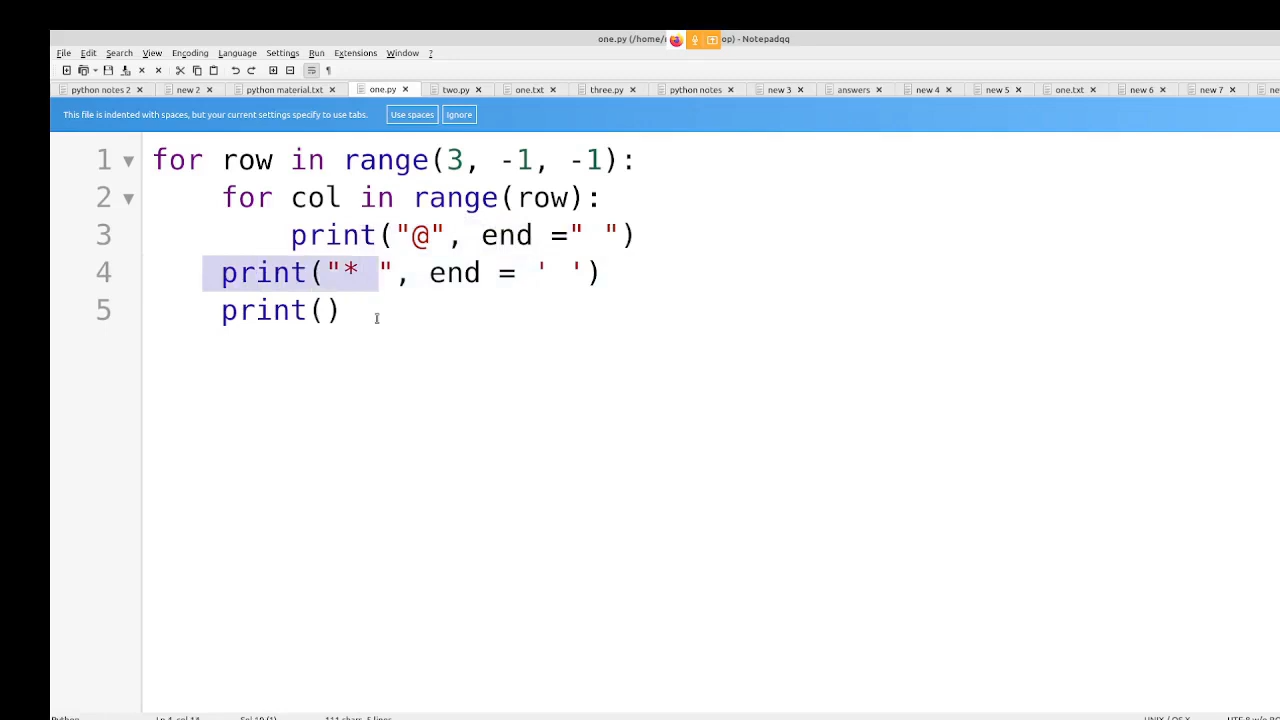 one.py (/home/ op) - Notepadqq
File Edit Search View Encoding Language Settings Run Extensions Window ?
python notes 2 new 2 python material.txt one.py two.py one.txt three.py python notes new 3 answers new 4 new 5 one.txt new 6 new 7
This file is indented with spaces, but your current settings specify to use tabs. Use spaces Ignore
1 for row in range(3, -1, -1):
2 for col in range(row):
3 print("@", end =" ")
4 print("* ", end = ' ')
5 print()